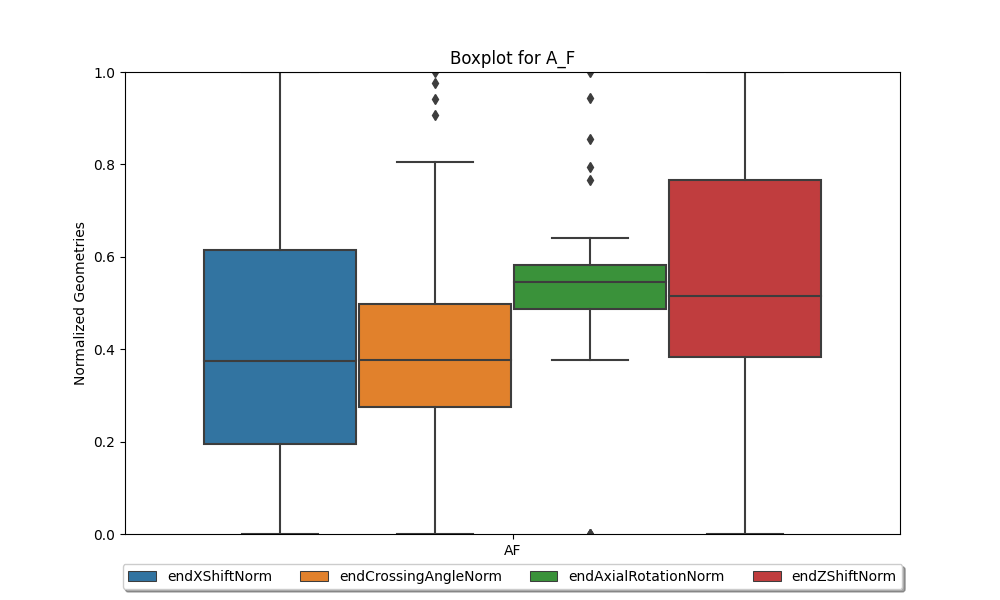 Boxplot for A_F
1.0
0.8
0.6
0.4
0.2
0.0
Normalized Geometries
AF
endXShiftNorm endCrossingAngleNorm endAxialRotationNorm endZShiftNorm